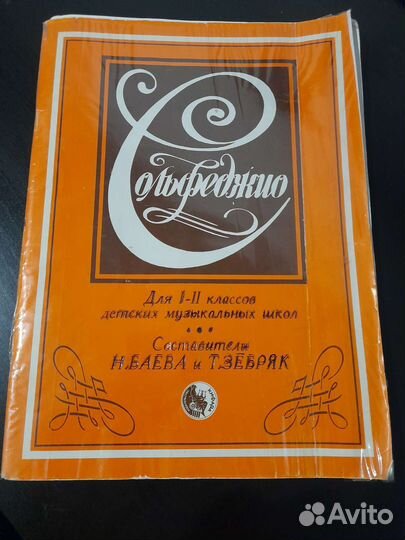 Сольфеджио
Для I-II классов
детских музыкальных школ
Составители
Н.БАЕВА и Т.ЗЕБРЯК
Avito